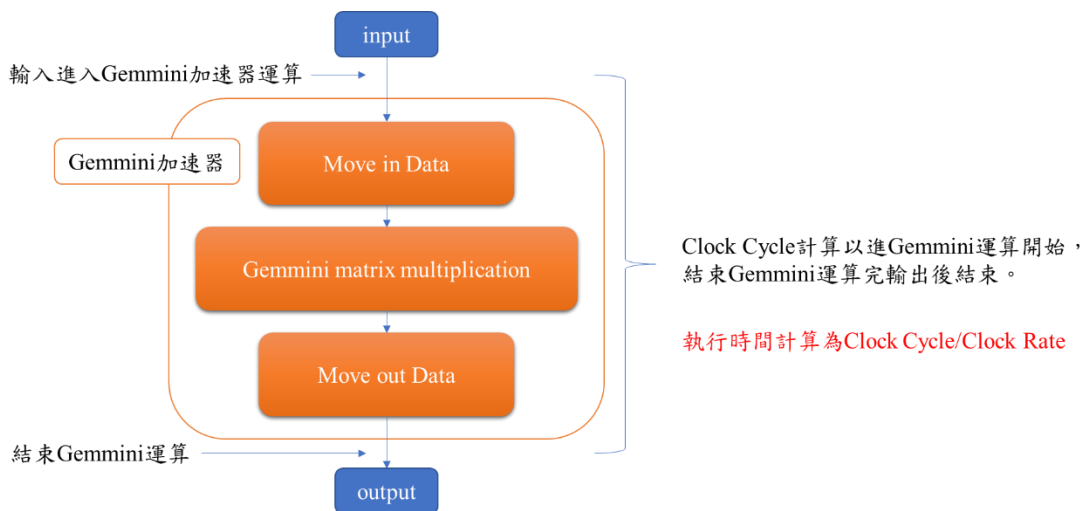 input
輸入進入Gemmini加速器運算
Gemmini加速器
Move in Data
Gemmini matrix multiplication
Move out Data
結束Gemmini運算
output
Clock Cycle計算以進Gemmini運算開始，
結束Gemmini運算完輸出後結束。
執行時間計算為Clock Cycle/Clock Rate